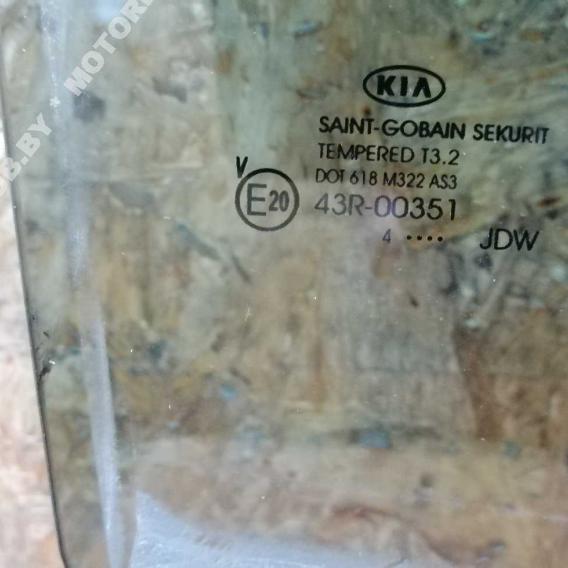 KIA
SAINT-GOBAIN SEKURIT
TEMPERED T3.2
DOT 618 M322 AS3
V
E20 43R-00351
4 .... JDW